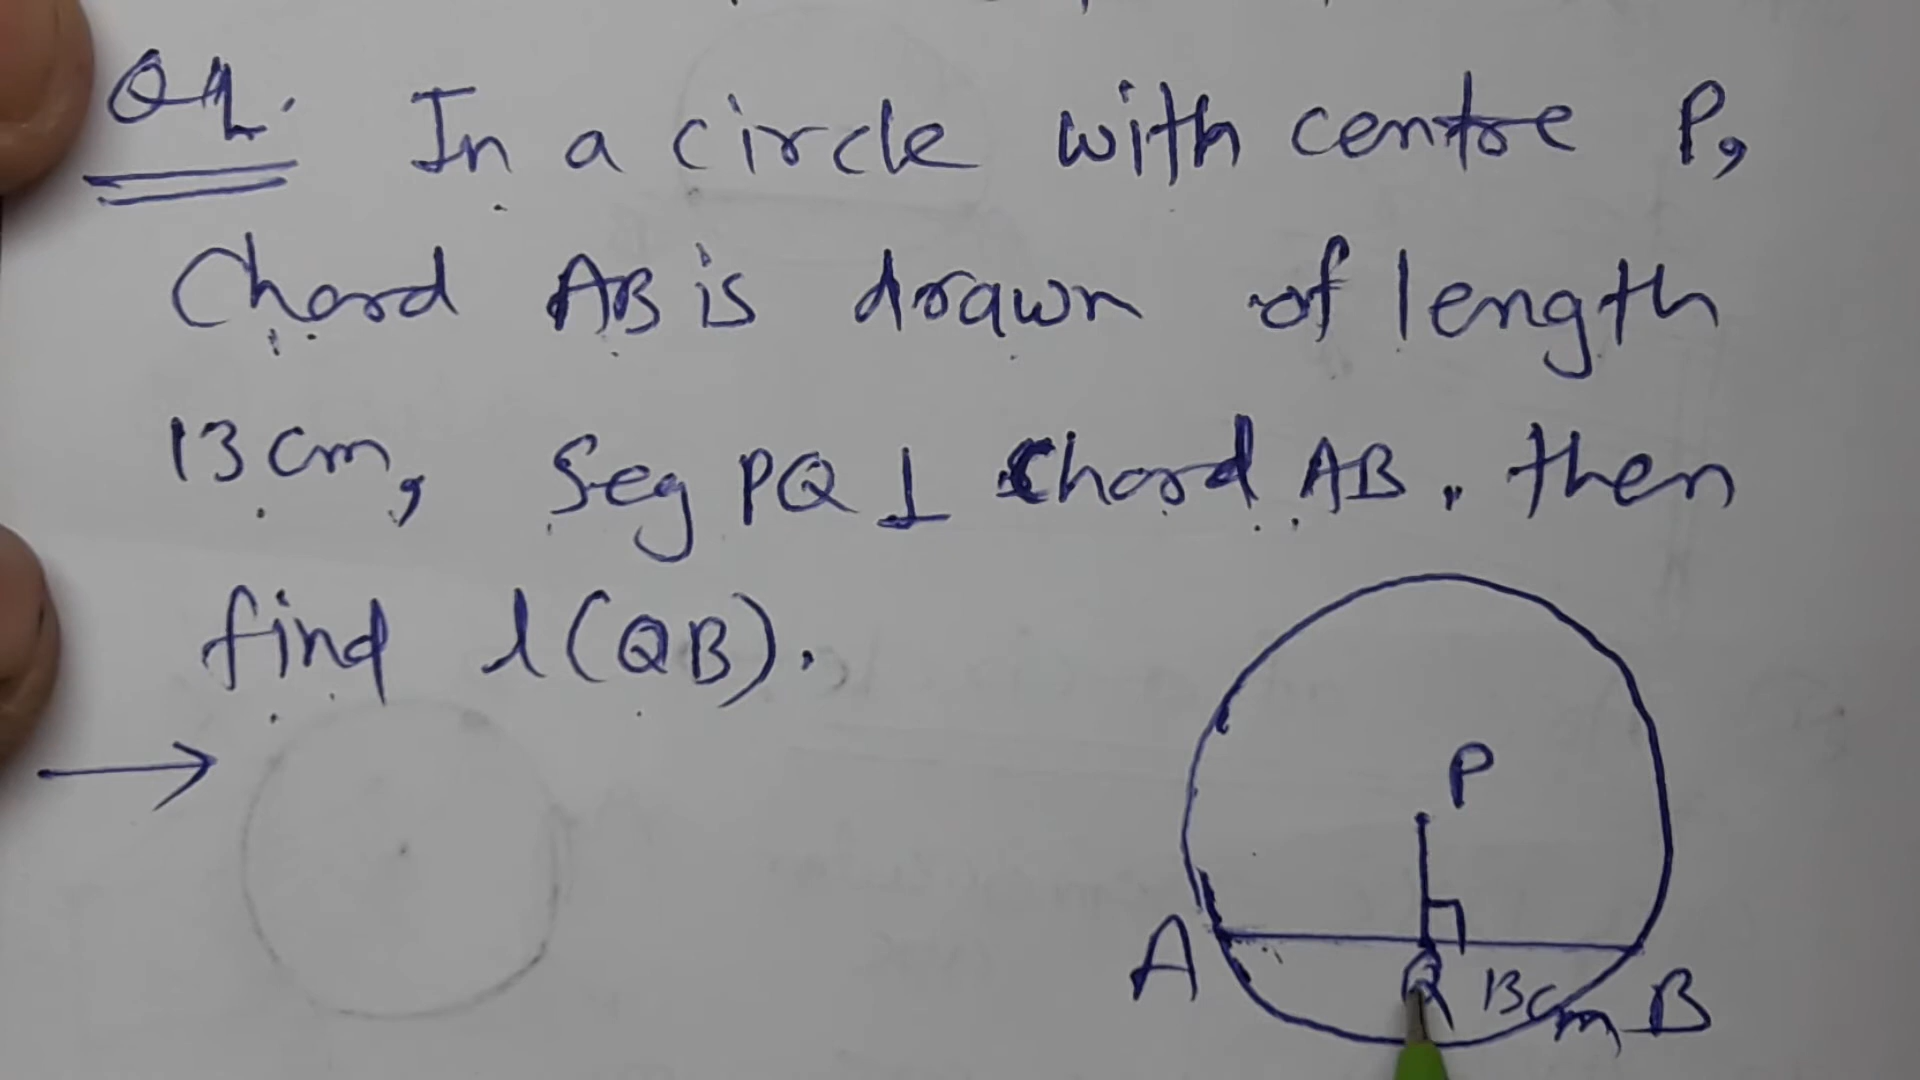 Q1. In a circle with centre P,
Chord AB is drawn of length
13 cm, Seg PQ ⊥ Chord AB. then
find l(QB).
P
A
Q 13cm B